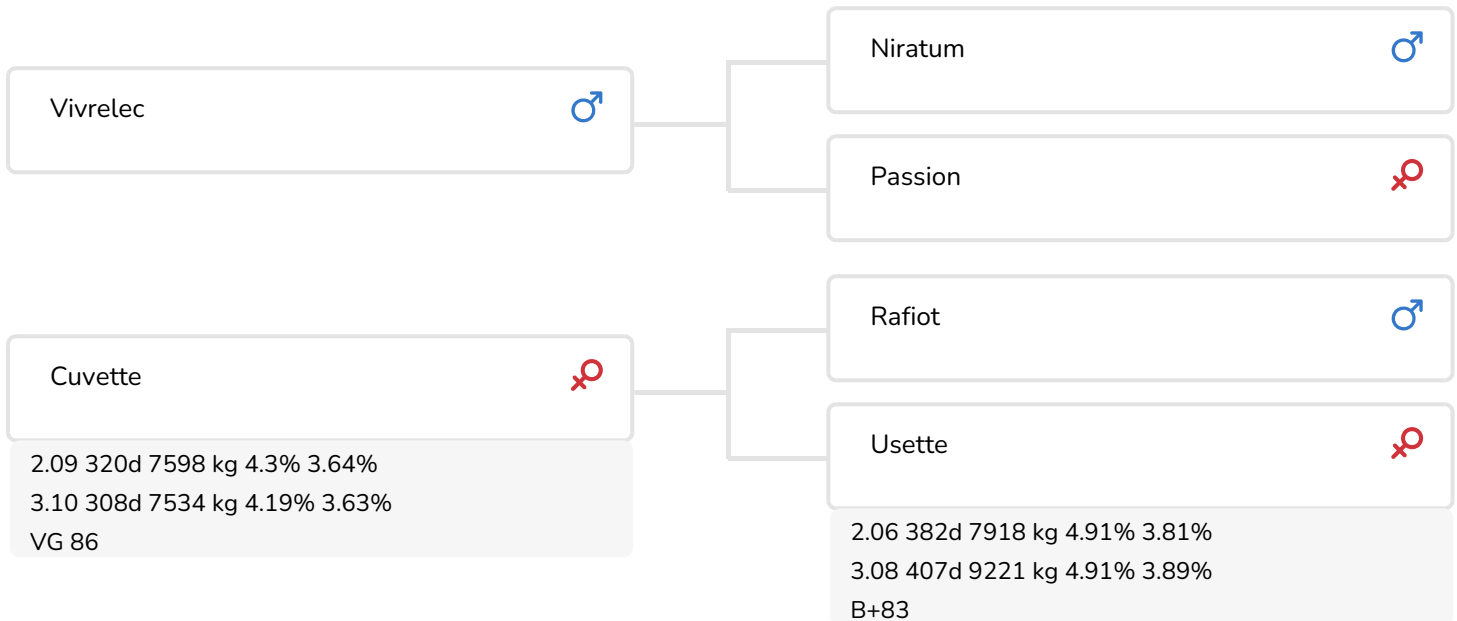 Vivrelec
Niratum
Passion
Cuvette
2.09 320d 7598 kg 4.3% 3.64%
3.10 308d 7534 kg 4.19% 3.63%
VG 86
Rafiot
Usette
2.06 382d 7918 kg 4.91% 3.81%
3.08 407d 9221 kg 4.91% 3.89%
B+83